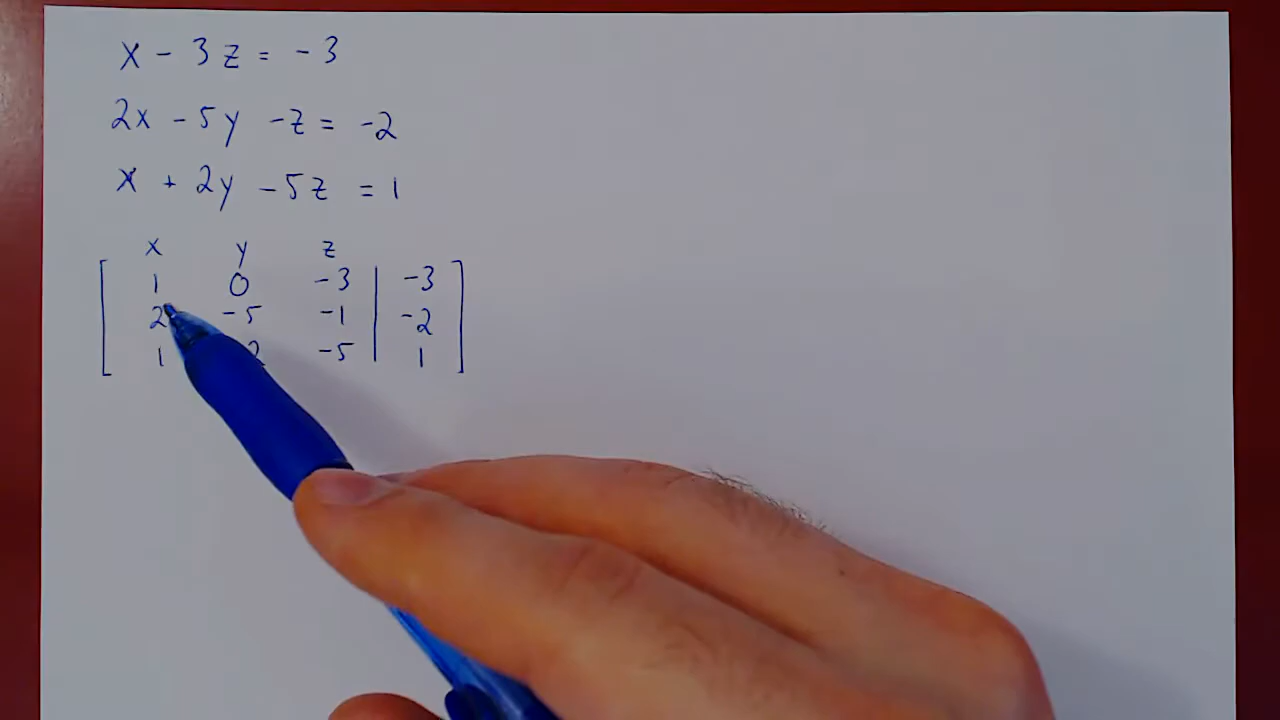 x - 3z = -3
2x - 5y - z = -2
x + 2y - 5z = 1
x y z
1 0 -3 | -3
2 -5 -1 | -2
1 2 -5 | 1